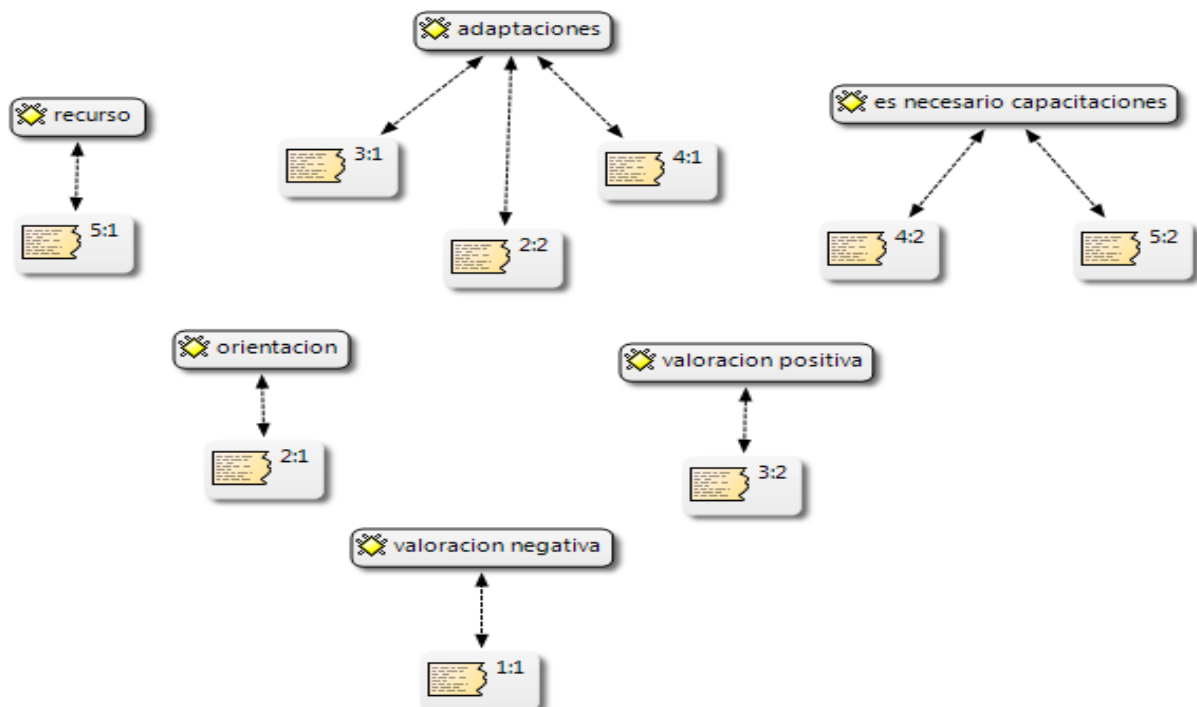 adaptaciones
es necesario capacitaciones
recurso
3:1
4:1
5:1
2:2
4:2
5:2
orientacion
valoracion positiva
2:1
3:2
valoracion negativa
1:1